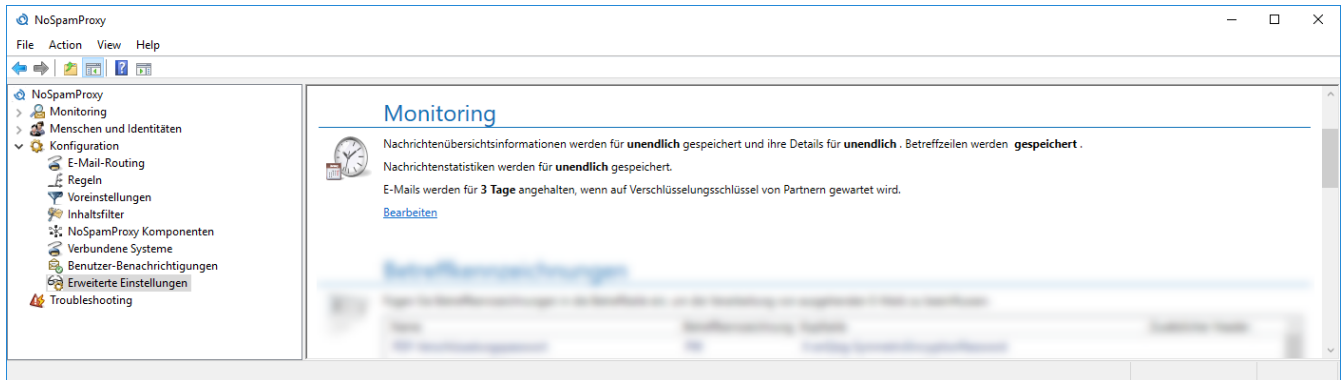 NoSpamProxy
File Action View Help
NoSpamProxy
Monitoring
Menschen und Identitäten
Konfiguration
E-Mail-Routing
Regeln
Voreinstellungen
Inhaltsfilter
NoSpamProxy Komponenten
Verbundene Systeme
Benutzer-Benachrichtigungen
Erweiterte Einstellungen
Troubleshooting
Monitoring
Nachrichtenübersichtsinformationen werden für unendlich gespeichert und ihre Details für unendlich . Betreffzeilen werden gespeichert .
Nachrichtenstatistiken werden für unendlich gespeichert.
E-Mails werden für 3 Tage angehalten, wenn auf Verschlüsselungsschlüssel von Partnern gewartet wird.
Bearbeiten
Betreffkennzeichnungen